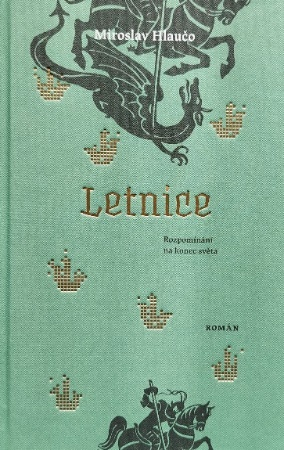 Miroslav Hlaučo
Letnice
Rozpomínání
na konec světa
ROMÁN